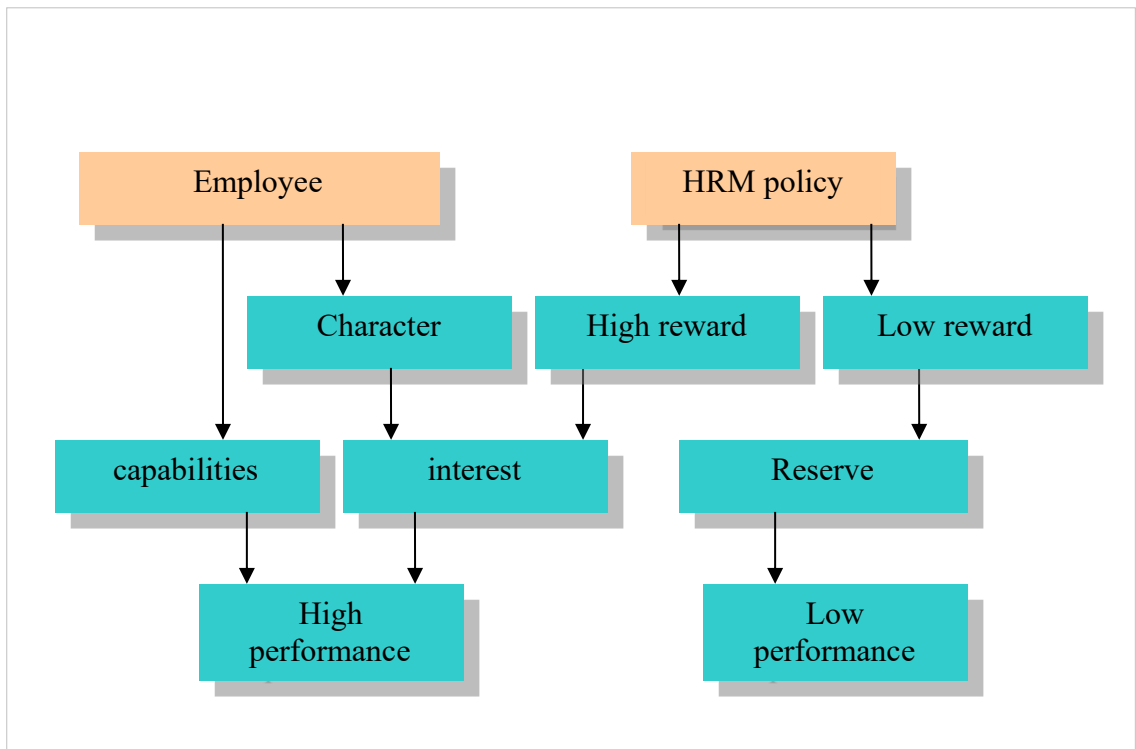 Employee
HRM policy
Character
High reward
Low reward
capabilities
interest
Reserve
High
performance
Low
performance